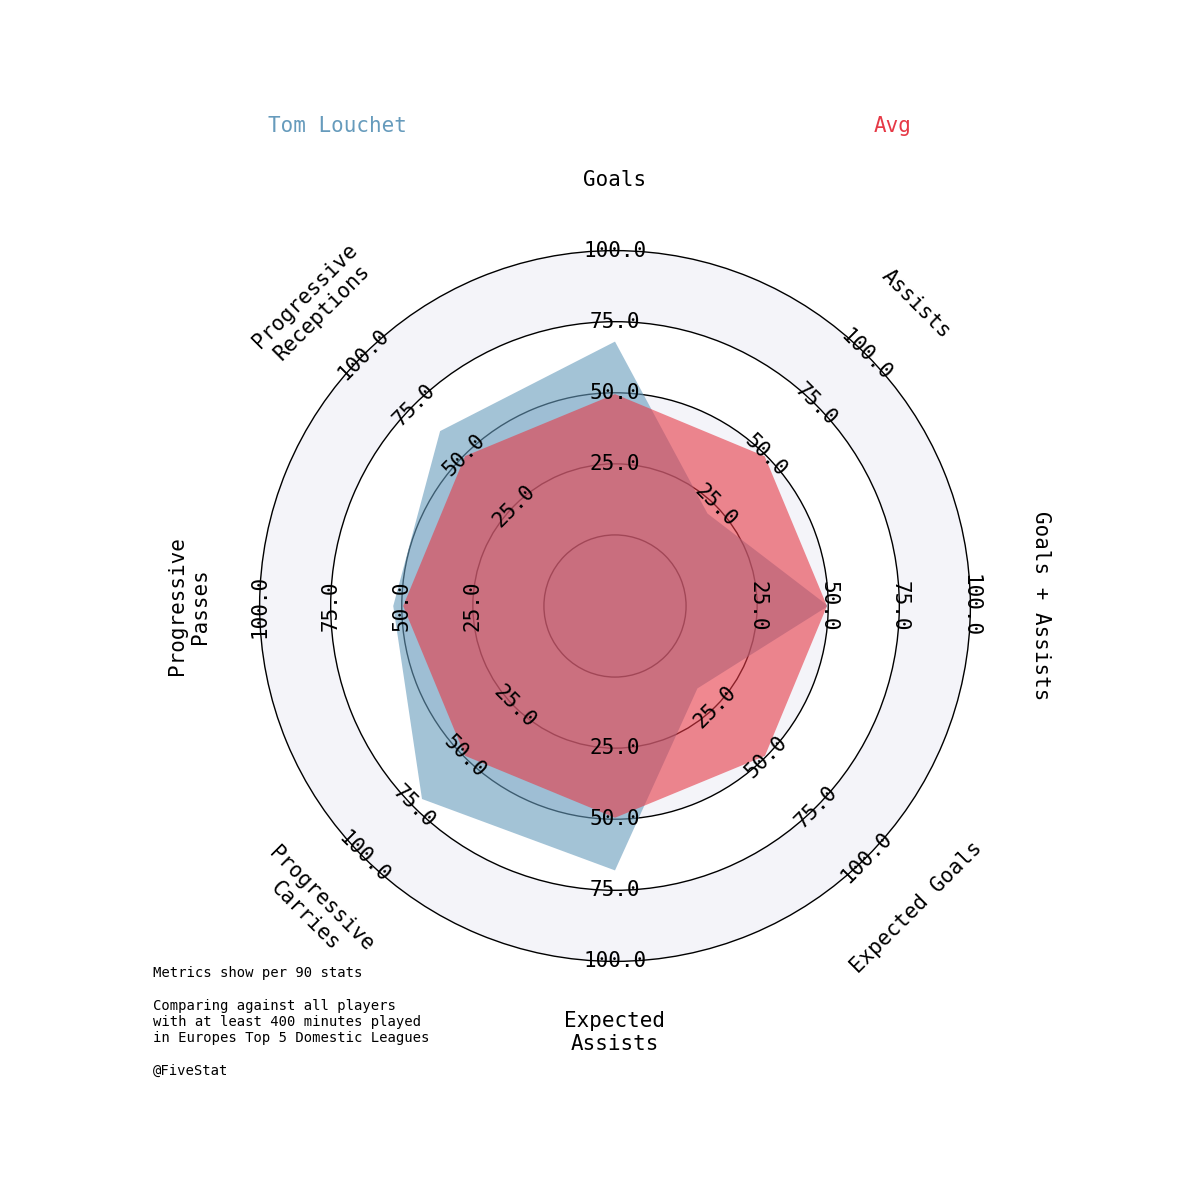 Tom Louchet
Avg
Goals
Assists
Goals + Assists
Expected Goals
Expected
Assists
Progressive
Carries
Progressive
Passes
Progressive
Receptions
25.0
50.0
75.0
100.0
25.0
50.0
75.0
100.0
25.0
50.0
75.0
100.0
25.0
50.0
75.0
100.0
25.0
50.0
75.0
100.0
25.0
50.0
75.0
100.0
25.0
50.0
75.0
100.0
25.0
50.0
75.0
100.0
Metrics show per 90 stats
Comparing against all players
with at least 400 minutes played
in Europes Top 5 Domestic Leagues
@FiveStat